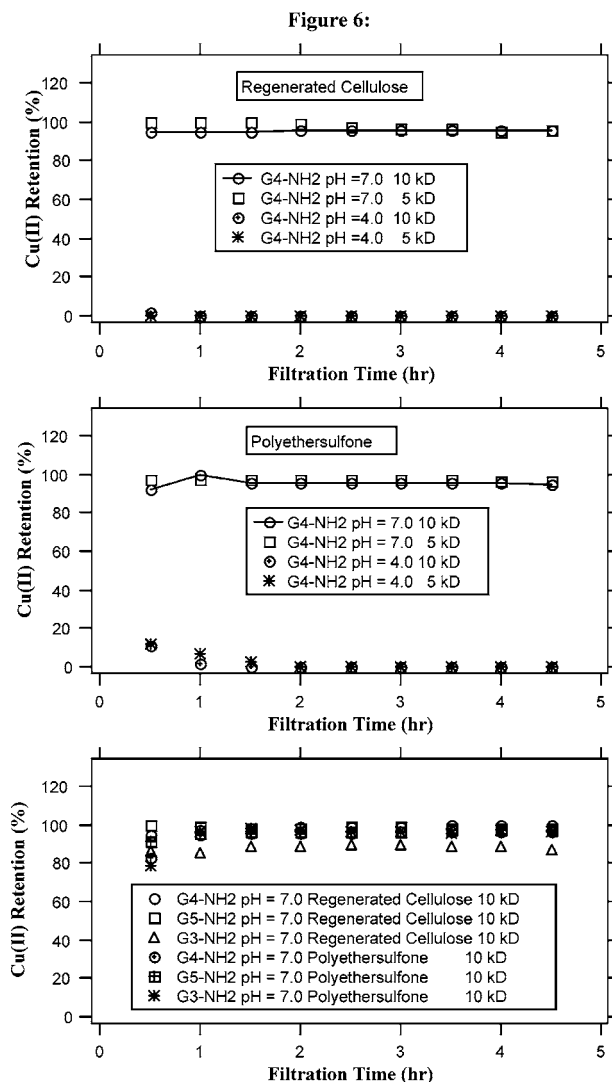 Figure 6:
Regenerated Cellulose
Cu(II) Retention (%)
120
100
80
60
40
20
0
G4-NH2 pH =7.0 10 kD
G4-NH2 pH =7.0 5 kD
G4-NH2 pH =4.0 10 kD
G4-NH2 pH =4.0 5 kD
0 1 2 3 4 5
Filtration Time (hr)
Polyethersulfone
Cu(II) Retention (%)
120
100
80
60
40
20
0
G4-NH2 pH = 7.0 10 kD
G4-NH2 pH = 7.0 5 kD
G4-NH2 pH = 4.0 10 kD
G4-NH2 pH = 4.0 5 kD
0 1 2 3 4 5
Filtration Time (hr)
Cu(II) Retention (%)
120
100
80
60
40
20
0
G4-NH2 pH = 7.0 Regenerated Cellulose 10 kD
G5-NH2 pH = 7.0 Regenerated Cellulose 10 kD
G3-NH2 pH = 7.0 Regenerated Cellulose 10 kD
G4-NH2 pH = 7.0 Polyethersulfone 10 kD
G5-NH2 pH = 7.0 Polyethersulfone 10 kD
G3-NH2 pH = 7.0 Polyethersulfone 10 kD
0 1 2 3 4 5
Filtration Time (hr)